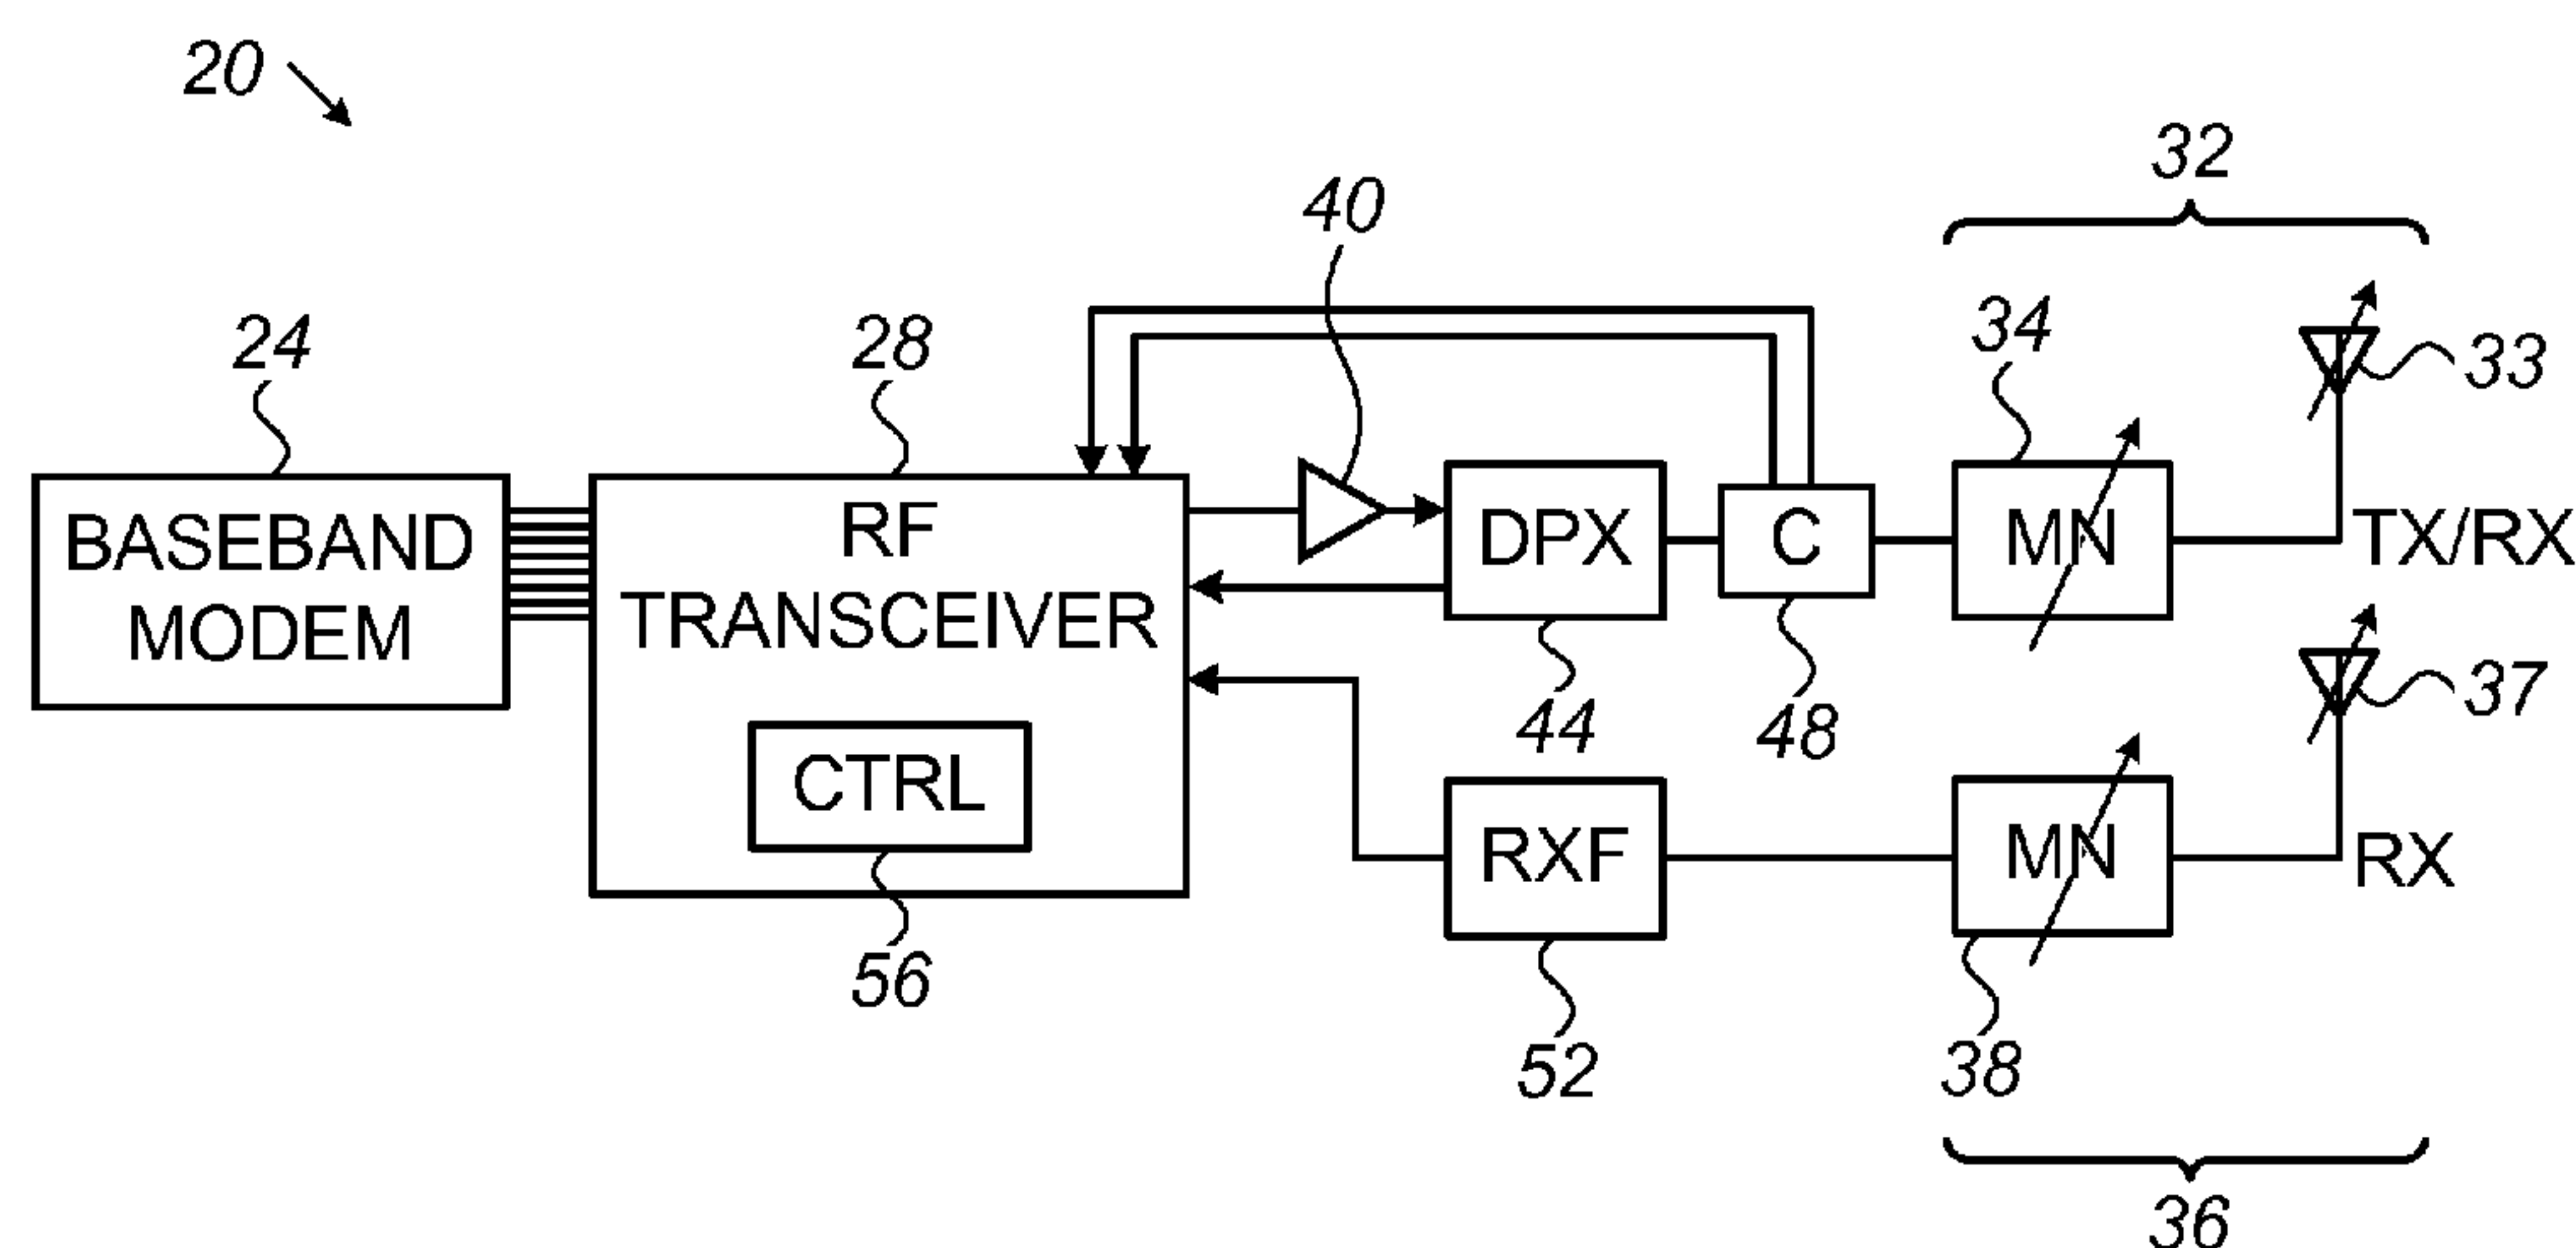 20
32
40
24
28
34
33
BASEBAND
MODEM
RF
TRANSCEIVER
DPX
C
MN
TX/RX
37
44
48
CTRL
RXF
MN
RX
56
52
38
36